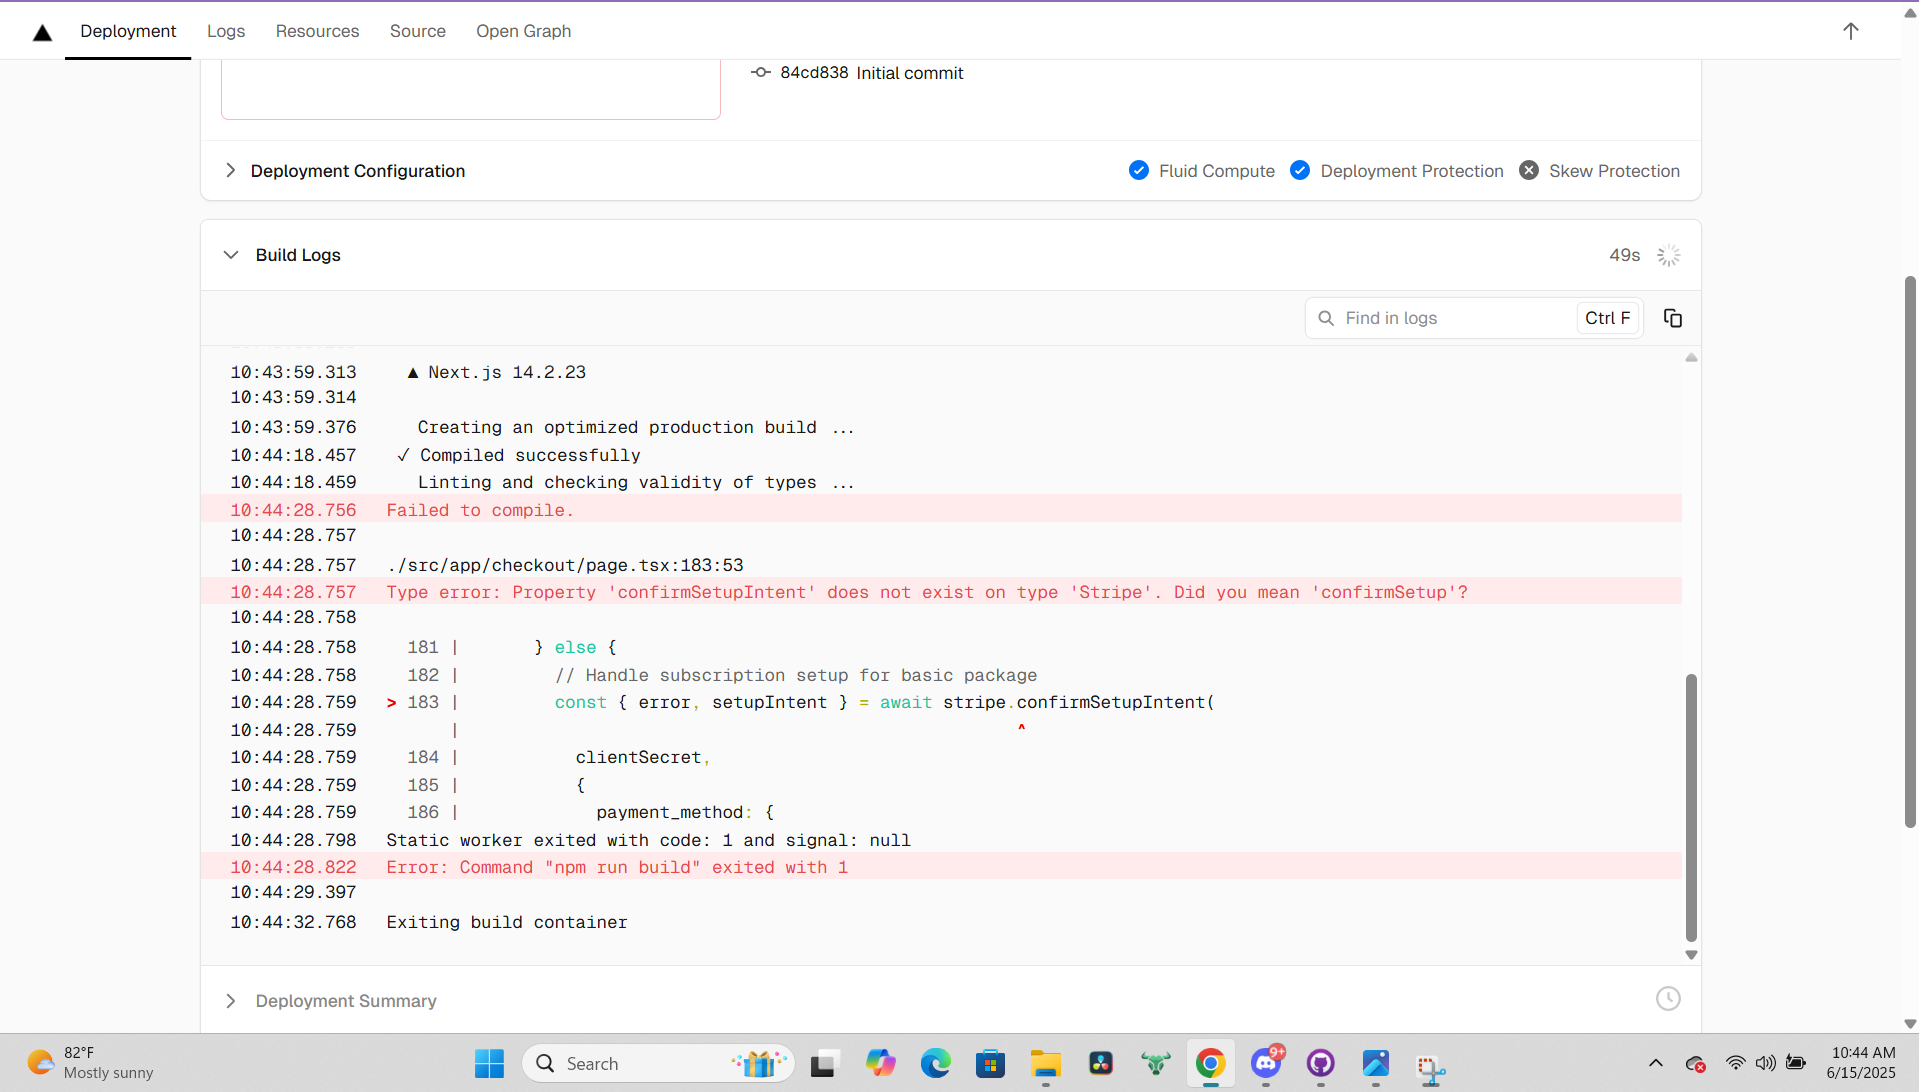 Deployment Logs Resources Source Open Graph
84cd838 Initial commit
Deployment Configuration Fluid Compute Deployment Protection Skew Protection
Build Logs 49s
Find in logs Ctrl F
10:43:59.313 ▲ Next.js 14.2.23
10:43:59.314
10:43:59.376 Creating an optimized production build ...
10:44:18.457 ✓ Compiled successfully
10:44:18.459 Linting and checking validity of types ...
10:44:28.756 Failed to compile.
10:44:28.757
10:44:28.757 ./src/app/checkout/page.tsx:183:53
10:44:28.757 Type error: Property 'confirmSetupIntent' does not exist on type 'Stripe'. Did you mean 'confirmSetup'?
10:44:28.758
10:44:28.758 181 | } else {
10:44:28.758 182 | // Handle subscription setup for basic package
10:44:28.759 > 183 | const { error, setupIntent } = await stripe.confirmSetupIntent(
10:44:28.759 | ^
10:44:28.759 184 | clientSecret,
10:44:28.759 185 | {
10:44:28.759 186 | payment_method: {
10:44:28.798 Static worker exited with code: 1 and signal: null
10:44:28.822 Error: Command "npm run build" exited with 1
10:44:29.397
10:44:32.768 Exiting build container
Deployment Summary
82°F
Mostly sunny
Search
9+
10:44 AM
6/15/2025